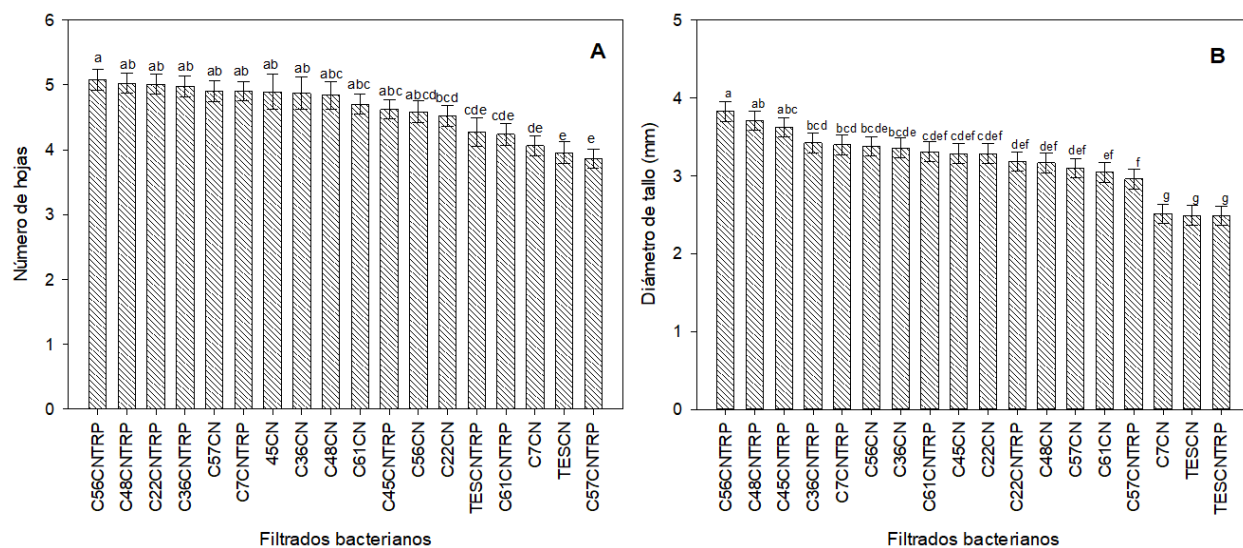 A
Número de hojas
6
5
4
3
2
1
0
a
ab
ab
ab
ab
ab
ab
ab
abc
abc
abc
abcd
bcd
cde
cde
de
e
e
C56CNTRP
C48CNTRP
C22CNTRP
C36CNTRP
C57CN
C7CNTRP
45CN
C36CN
C48CN
C61CN
C45CNTRP
C56CN
C22CN
TESCNTRP
C61CNTRP
C7CN
TESCN
C57CNTRP
Filtrados bacterianos
B
Diámetro de tallo (mm)
5
4
3
2
1
0
a
ab
abc
bcd
bcd
bcde
bcde
cdef
cdef
cdef
def
def
def
ef
f
g
g
g
C56CNTRP
C48CNTRP
C45CNTRP
C36CNTRP
C7CNTRP
C56CN
C36CN
C61CNTRP
C45CN
C22CN
C22CNTRP
C48CN
C57CN
C61CN
C57CNTRP
C7CN
TESCN
TESCNTRP
Filtrados bacterianos